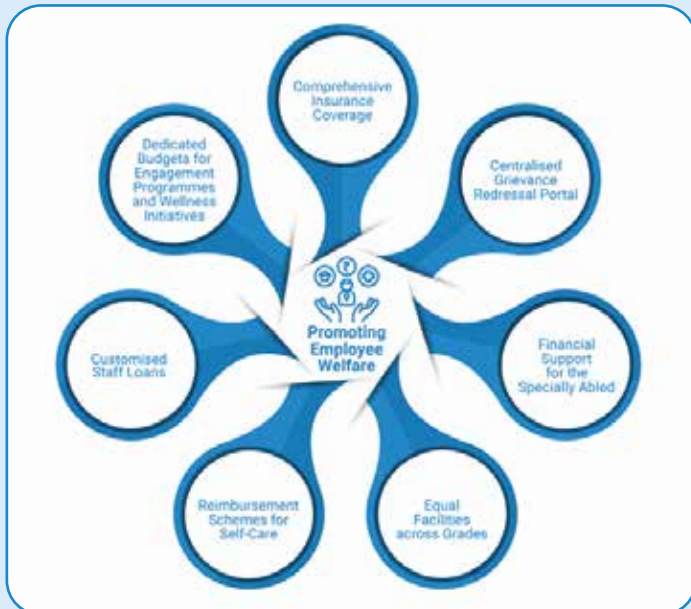 Comprehensive
Insurance
Coverage
Centralised
Grievance
Redressal Portal
Financial
Support
for the
Specially Abled
Equal
Facilities
across Grades
Reimbursement
Schemes for
Self-Care
Customised
Staff Loans
Dedicated
Budgets for
Engagement
Programmes
and Wellness
Initiatives
₹
Promoting
Employee
Welfare